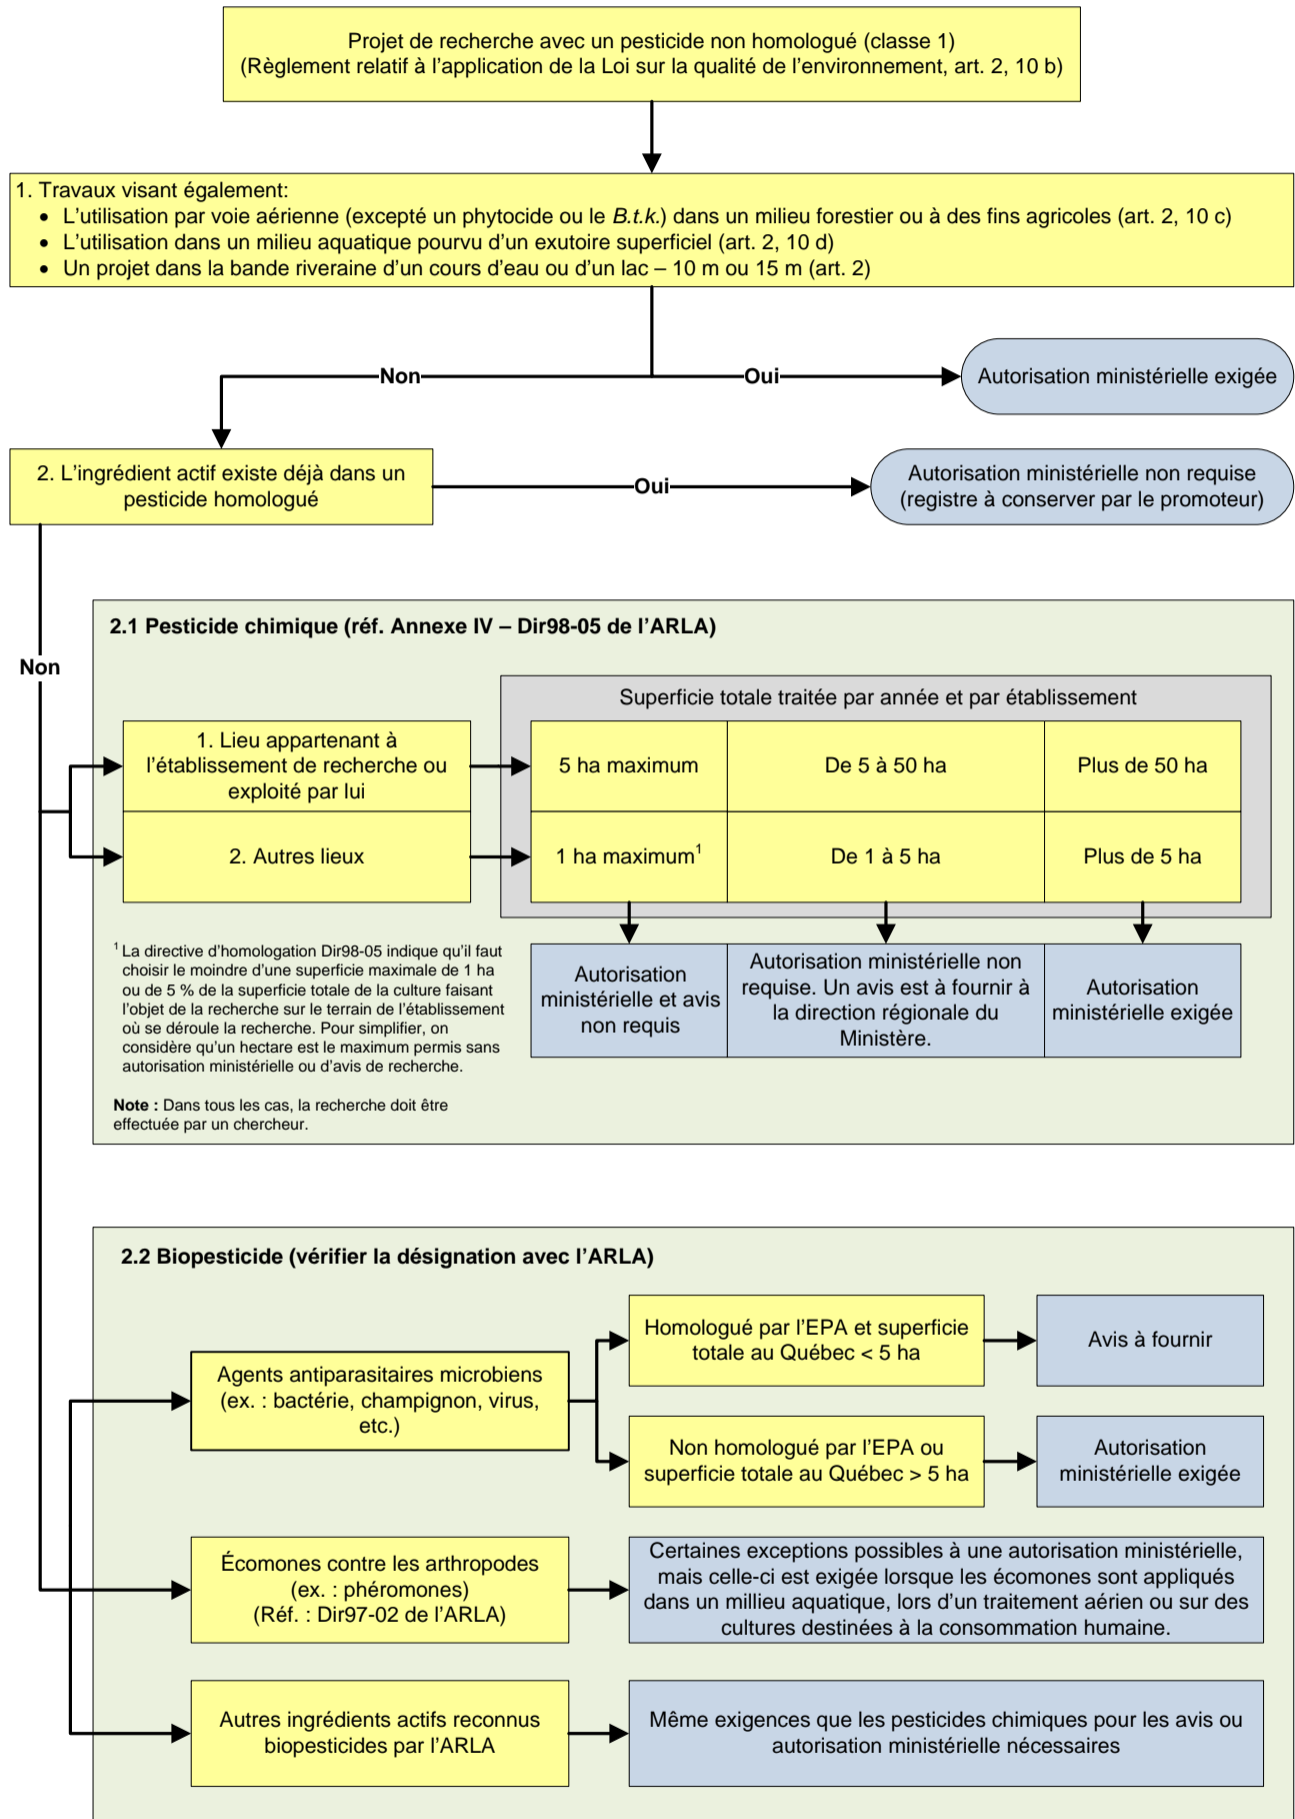 Projet de recherche avec un pesticide non homologué (classe 1)
(Règlement relatif à l'application de la Loi sur la qualité de l'environnement, art. 2, 10 b)
1. Travaux visant également:
• L'utilisation par voie aérienne (excepté un phytocide ou le B.t.k.) dans un milieu forestier ou à des fins agricoles (art. 2, 10 c)
• L'utilisation dans un milieu aquatique pourvu d'un exutoire superficiel (art. 2, 10 d)
• Un projet dans la bande riveraine d'un cours d'eau ou d'un lac – 10 m ou 15 m (art. 2)
Non
Oui
Autorisation ministérielle exigée
2. L'ingrédient actif existe déjà dans un
pesticide homologué
Oui
Autorisation ministérielle non requise
(registre à conserver par le promoteur)
Non
2.1 Pesticide chimique (réf. Annexe IV – Dir98-05 de l'ARLA)
Superficie totale traitée par année et par établissement
1. Lieu appartenant à
l'établissement de recherche ou
exploité par lui
5 ha maximum
De 5 à 50 ha
Plus de 50 ha
2. Autres lieux
1 ha maximum¹
De 1 à 5 ha
Plus de 5 ha
Autorisation
ministérielle et avis
non requis
Autorisation ministérielle non
requise. Un avis est à fournir à
la direction régionale du
Ministère.
Autorisation
ministérielle exigée
¹ La directive d'homologation Dir98-05 indique qu'il faut
choisir le moindre d'une superficie maximale de 1 ha
ou de 5 % de la superficie totale de la culture faisant
l'objet de la recherche sur le terrain de l'établissement
où se déroule la recherche. Pour simplifier, on
considère qu'un hectare est le maximum permis sans
autorisation ministérielle ou d'avis de recherche.
Note : Dans tous les cas, la recherche doit être
effectuée par un chercheur.
2.2 Biopesticide (vérifier la désignation avec l'ARLA)
Agents antiparasitaires microbiens
(ex. : bactérie, champignon, virus,
etc.)
Homologué par l'EPA et superficie
totale au Québec < 5 ha
Avis à fournir
Non homologué par l'EPA ou
superficie totale au Québec > 5 ha
Autorisation
ministérielle exigée
Écomones contre les arthropodes
(ex. : phéromones)
(Réf. : Dir97-02 de l'ARLA)
Certaines exceptions possibles à une autorisation ministérielle,
mais celle-ci est exigée lorsque les écomones sont appliqués
dans un millieu aquatique, lors d'un traitement aérien ou sur des
cultures destinées à la consommation humaine.
Autres ingrédients actifs reconnus
biopesticides par l'ARLA
Même exigences que les pesticides chimiques pour les avis ou
autorisation ministérielle nécessaires